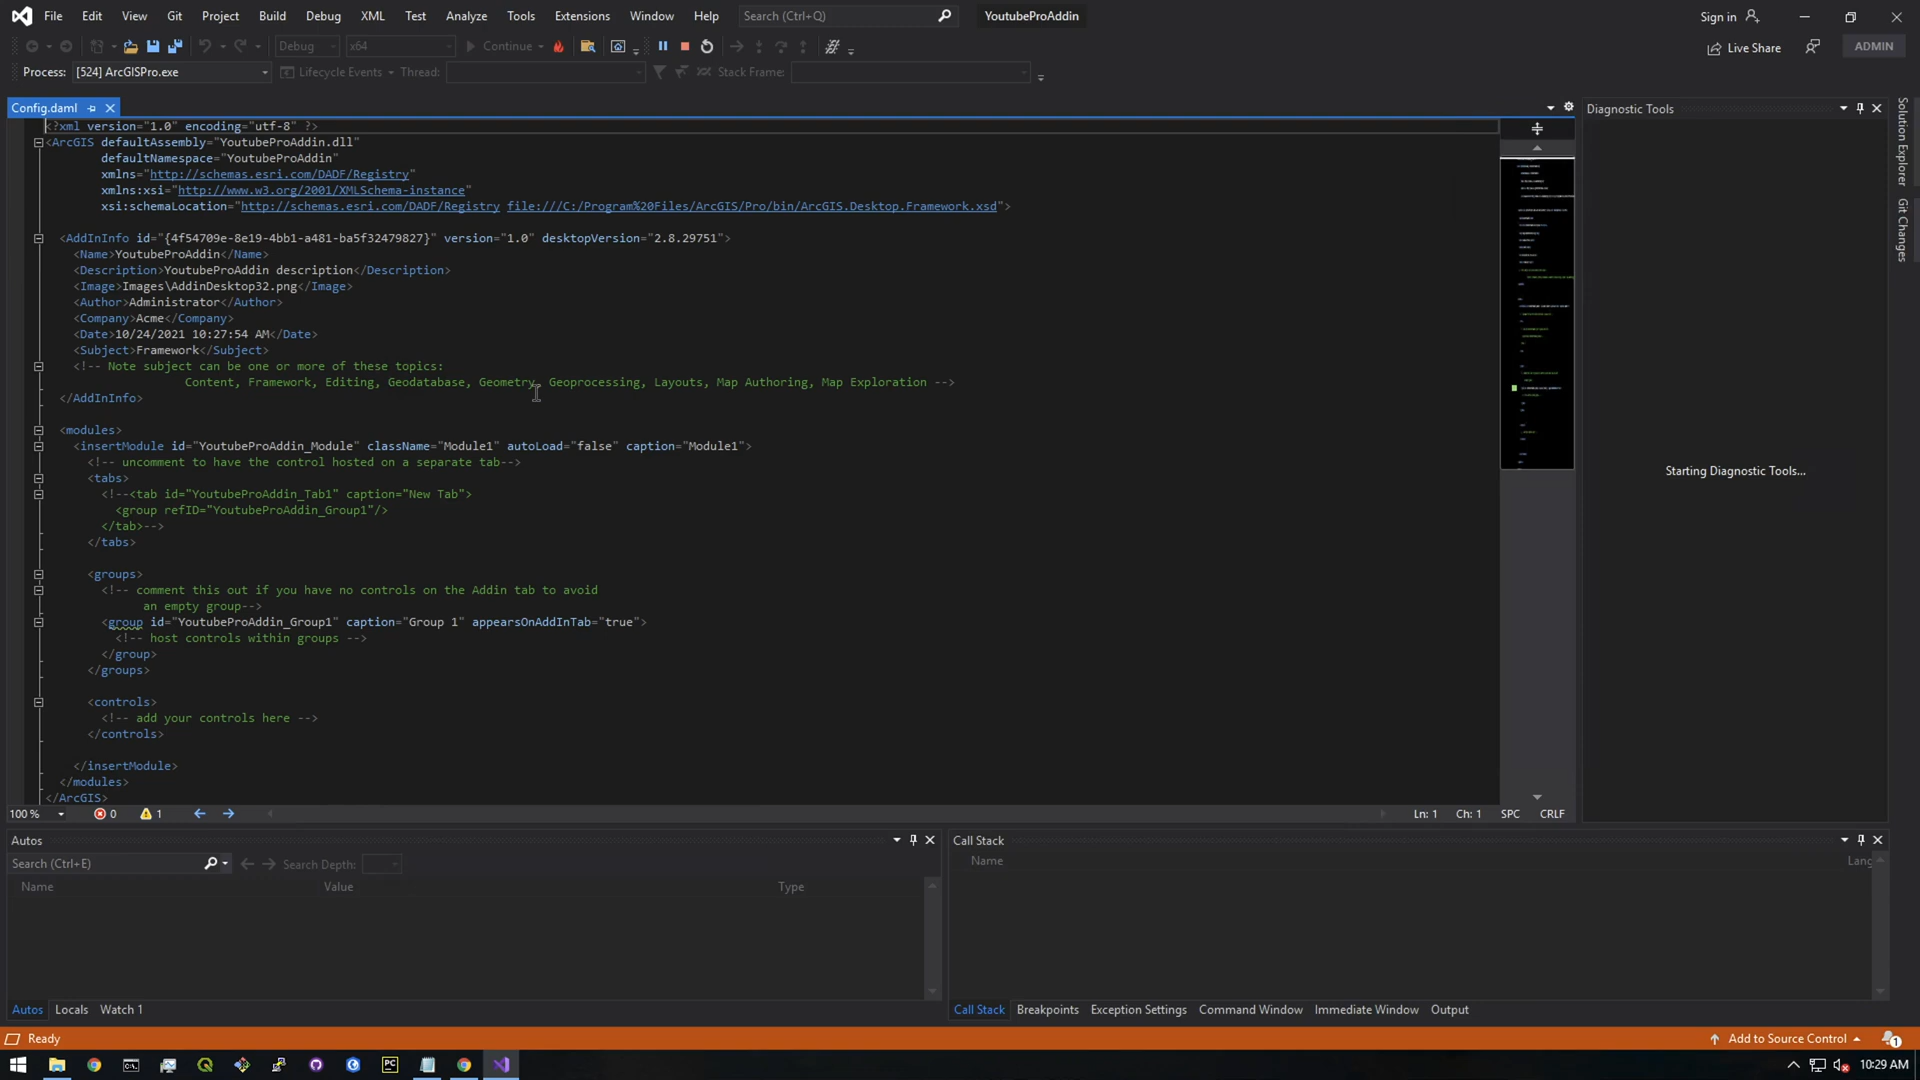 File Edit View Git Project Build Debug XML Test Analyze Tools Extensions Window Help Search (Ctrl+Q) YoutubeProAddin Sign in
Debug x64 Continue Live Share ADMIN
Process: [524] ArcGISPro.exe Lifecycle Events Thread: Stack Frame:
Config.daml
Diagnostic Tools
<?xml version="1.0" encoding="utf-8" ?>
<ArcGIS defaultAssembly="YoutubeProAddin.dll"
defaultNamespace="YoutubeProAddin"
xmlns="http://schemas.esri.com/DADF/Registry"
xmlns:xsi="http://www.w3.org/2001/XMLSchema-instance"
xsi:schemaLocation="http://schemas.esri.com/DADF/Registry file:///C:/Program%20Files/ArcGIS/Pro/bin/ArcGIS.Desktop.Framework.xsd">
<AddInInfo id="{4f54709e-8e19-4bb1-a481-ba5f32479827}" version="1.0" desktopVersion="2.8.29751">
<Name>YoutubeProAddin</Name>
<Description>YoutubeProAddin description</Description>
<Image>Images\AddinDesktop32.png</Image>
<Author>Administrator</Author>
<Company>Acme</Company>
<Date>10/24/2021 10:27:54 AM</Date>
<Subject>Framework</Subject>
<!-- Note subject can be one or more of these topics:
Content, Framework, Editing, Geodatabase, Geometry, Geoprocessing, Layouts, Map Authoring, Map Exploration -->
</AddInInfo>
<modules>
<insertModule id="YoutubeProAddin_Module" className="Module1" autoLoad="false" caption="Module1">
<!-- uncomment to have the control hosted on a separate tab-->
<tabs>
<!--<tab id="YoutubeProAddin_Tab1" caption="New Tab">
<group refID="YoutubeProAddin_Group1"/>
</tab>-->
</tabs>
<groups>
<!-- comment this out if you have no controls on the Addin tab to avoid
an empty group-->
<group id="YoutubeProAddin_Group1" caption="Group 1" appearsOnAddInTab="true">
<!-- host controls within groups -->
</group>
</groups>
<controls>
<!-- add your controls here -->
</controls>
</insertModule>
</modules>
</ArcGIS>
Starting Diagnostic Tools...
Solution Explorer
Git Changes
100 % 0 1 Ln: 1 Ch: 1 SPC CRLF
Autos
Search (Ctrl+E) Search Depth:
Name Value Type
Autos Locals Watch 1
Call Stack
Name Lang
Call Stack Breakpoints Exception Settings Command Window Immediate Window Output
Ready Add to Source Control 1
10:29 AM